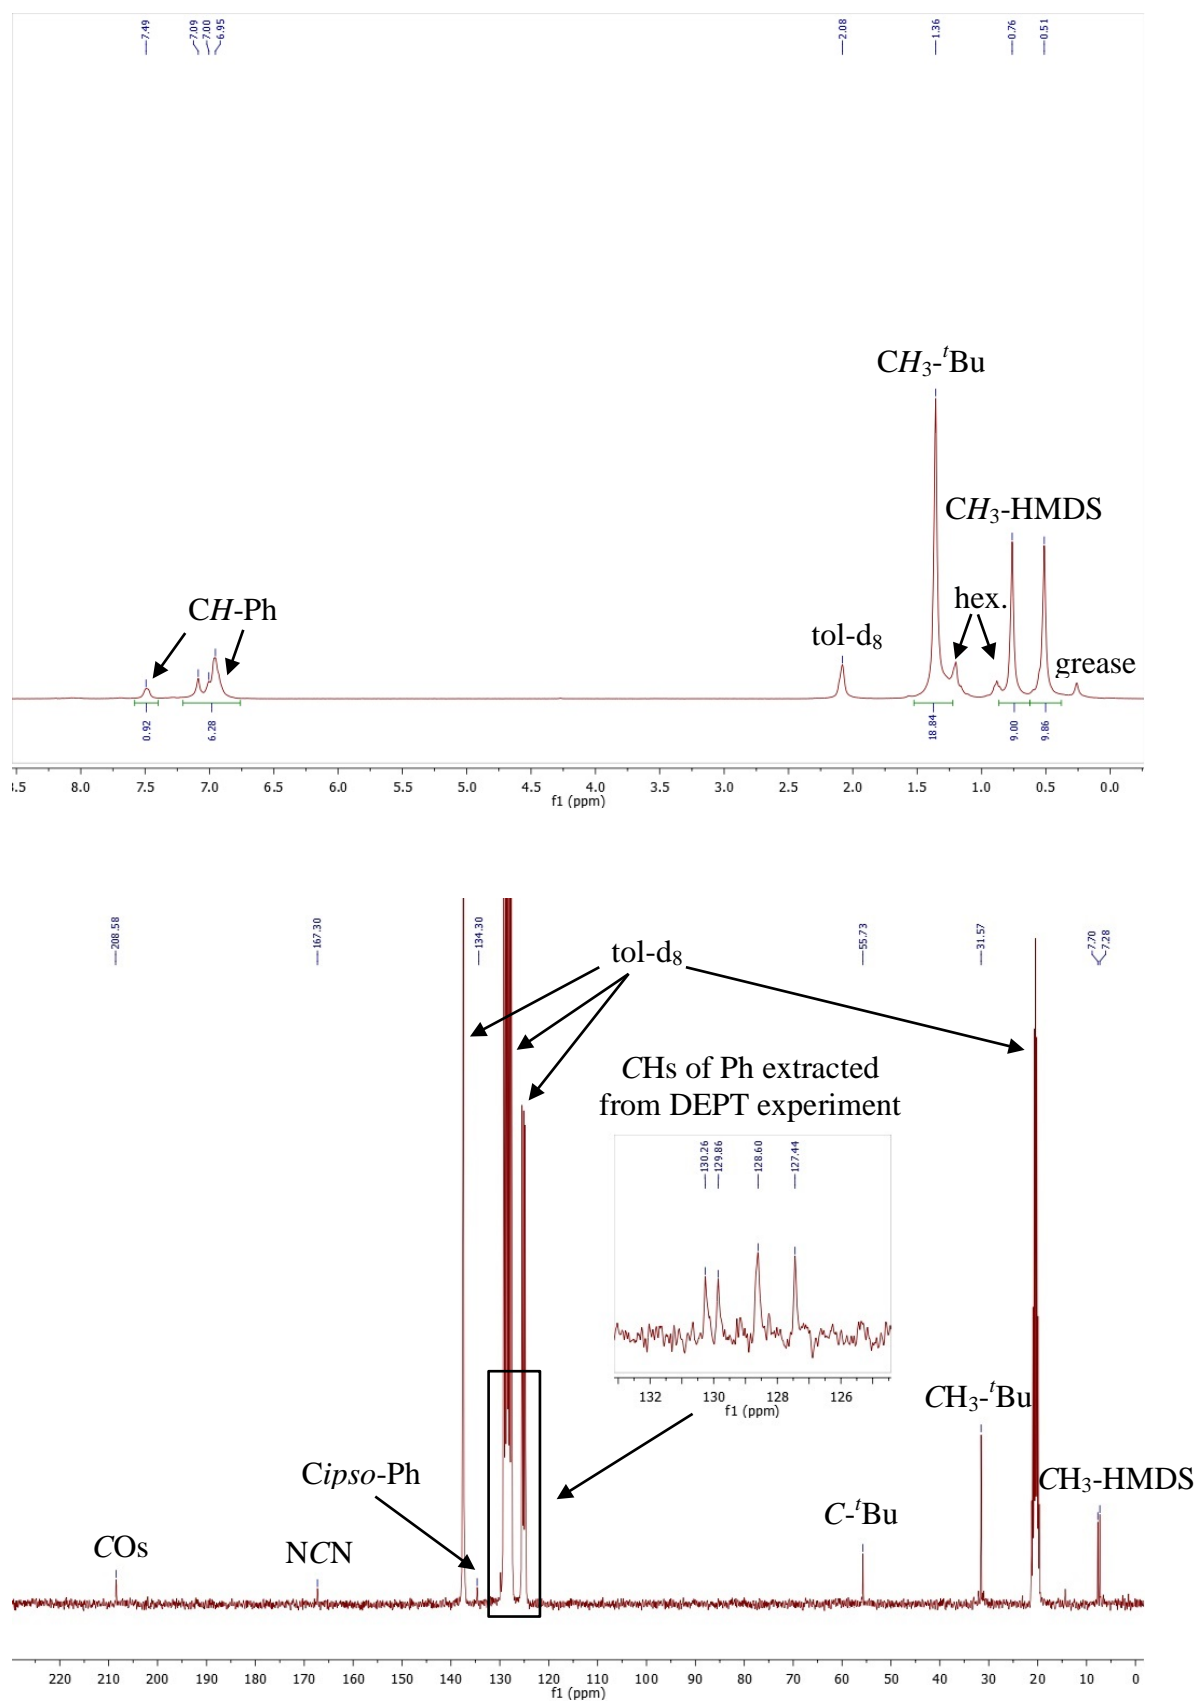 7.49
7.09
7.00
6.95
2.08
1.36
0.76
0.51
CH3-tBu
CH3-HMDS
CH-Ph
hex.
tol-d8
grease
0.92
6.28
18.84
9.00
9.86
8.0 7.5 7.0 6.5 6.0 5.5 5.0 4.5 4.0 3.5 3.0 2.5 2.0 1.5 1.0 0.5 0.0
f1 (ppm)
208.58
167.30
134.30
55.73
31.57
7.70
7.28
tol-d8
CHs of Ph extracted
from DEPT experiment
130.26
129.86
128.60
127.44
132 130 128 126
f1 (ppm)
CH3-tBu
Cipso-Ph
CH3-HMDS
C-tBu
COs
NCN
220 210 200 190 180 170 160 150 140 130 120 110 100 90 80 70 60 50 40 30 20 10 0
f1 (ppm)